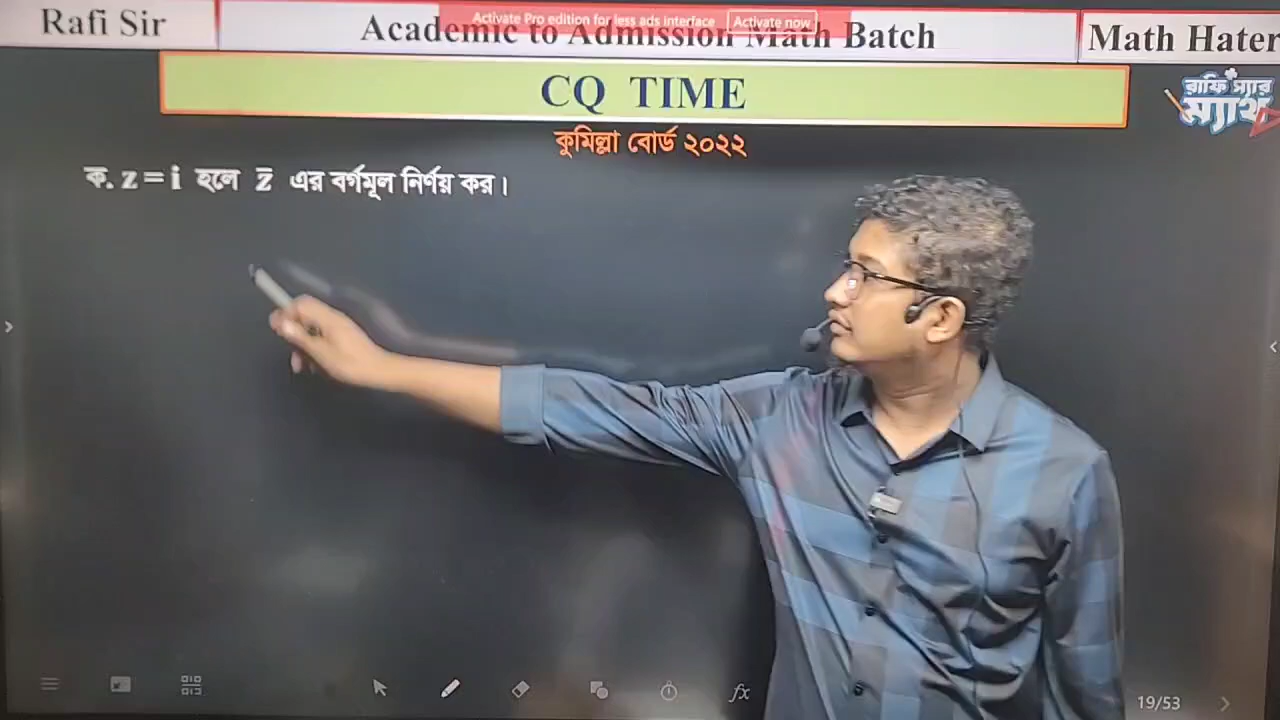 Rafi Sir
Academic to Admission Math Batch
Math Hater
Activate Pro edition for less ads interface Activate now
CQ TIME
রাফি স্যার
ম্যাথ
কুমিল্লা বোর্ড ২০২২
ক. z = i হলে z̄ এর বর্গমূল নির্ণয় কর।
fx
19/53